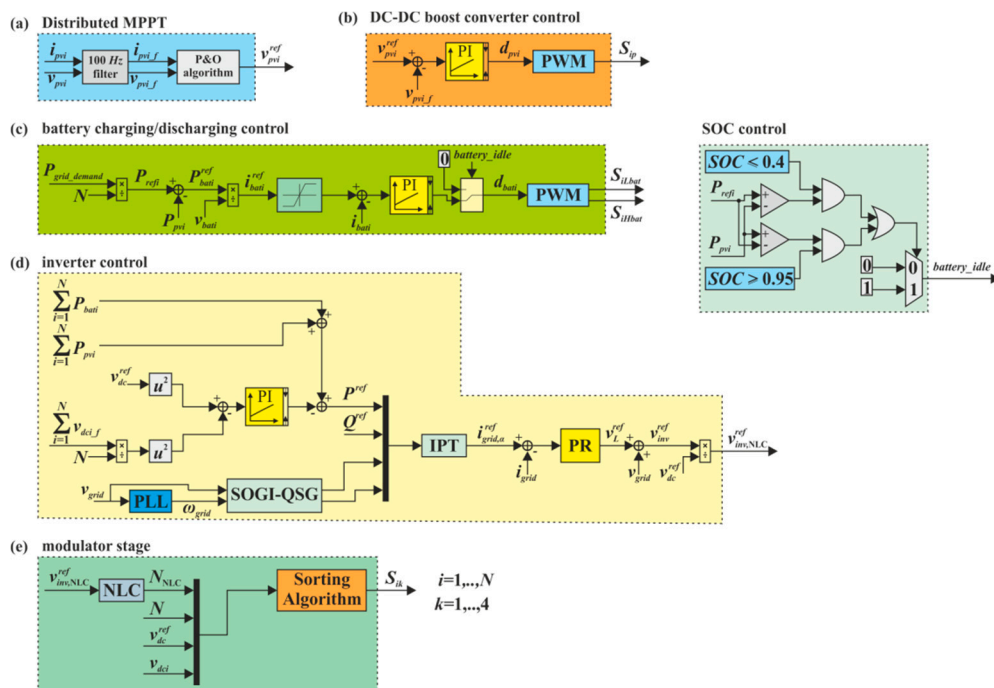 (a) Distributed MPPT
i_pvi
v_pvi
100 Hz
filter
i_pvi_f
v_pvi_f
P&O
algorithm
v_pvi^ref
(b) DC-DC boost converter control
v_pvi^ref
+
-
v_pvi_f
PI
d_pvi
PWM
S_ip
(c) battery charging/discharging control
P_grid_demand
N
×
÷
P_refi
+
-
P_pvi
P_bati^ref
v_bati
×
÷
i_bati^ref
+
-
i_bati
PI
0
battery_idle
d_bati
PWM
S_iLbat
S_iHbat
SOC control
SOC ≤ 0.4
P_refi
P_pvi
+
-
+
-
SOC ≥ 0.95
0
1
0
1
battery_idle
(d) inverter control
N
∑ P_bati
i=1
N
∑ P_pvi
i=1
+
+
v_dc^ref
u²
+
-
PI
-
+
P^ref
Q^ref
N
∑ v_dci_f
i=1
N
×
÷
u²
v_grid
PLL
ω_grid
SOGI-QSG
IPT
i_grid,α^ref
+
-
i_grid
PR
v_L^ref
+
+
v_grid
v_inv^ref
v_dc^ref
×
÷
v_inv,NLC^ref
(e) modulator stage
v_inv,NLC^ref
NLC
N_NLC
N
v_dc^ref
v_dci
Sorting
Algorithm
S_ik
i=1,..,N
k=1,..,4